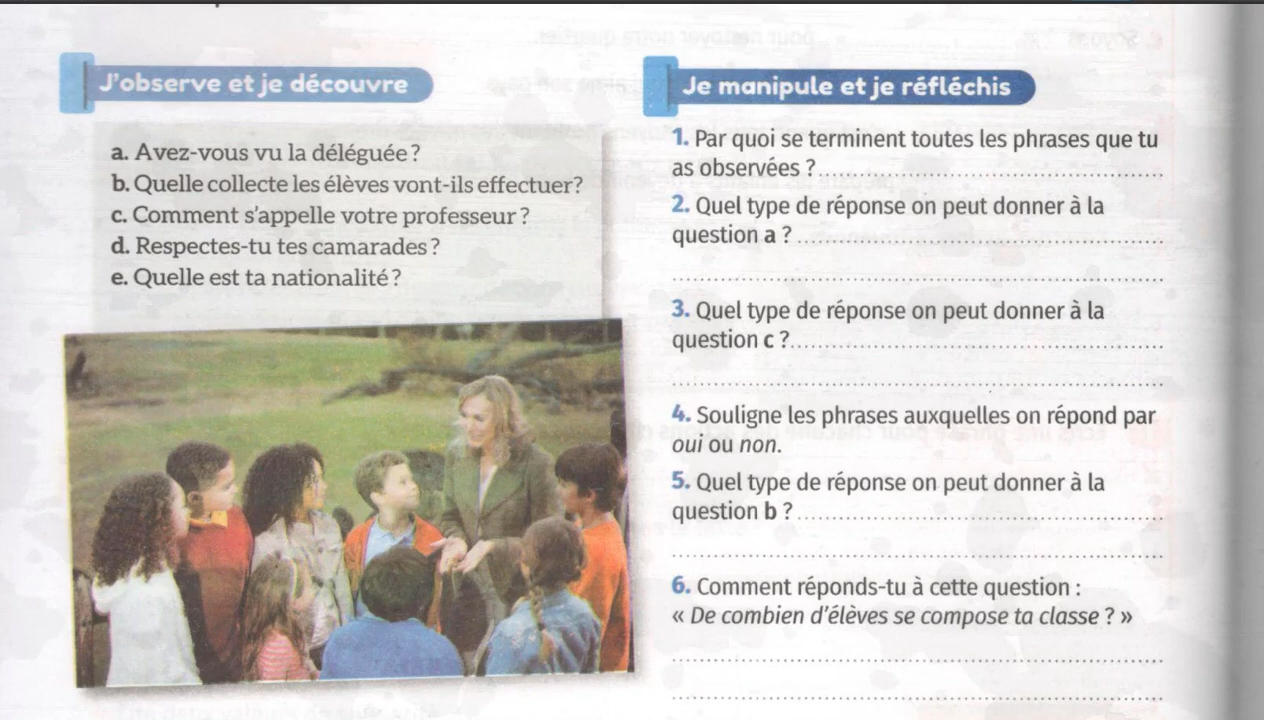 J'observe et je découvre
a. Avez-vous vu la déléguée ?
b. Quelle collecte les élèves vont-ils effectuer?
c. Comment s'appelle votre professeur ?
d. Respectes-tu tes camarades ?
e. Quelle est ta nationalité ?
Je manipule et je réfléchis
1. Par quoi se terminent toutes les phrases que tu
as observées ?
2. Quel type de réponse on peut donner à la
question a ?
3. Quel type de réponse on peut donner à la
question c ?
4. Souligne les phrases auxquelles on répond par
oui ou non.
5. Quel type de réponse on peut donner à la
question b ?
6. Comment réponds-tu à cette question :
« De combien d'élèves se compose ta classe ? »